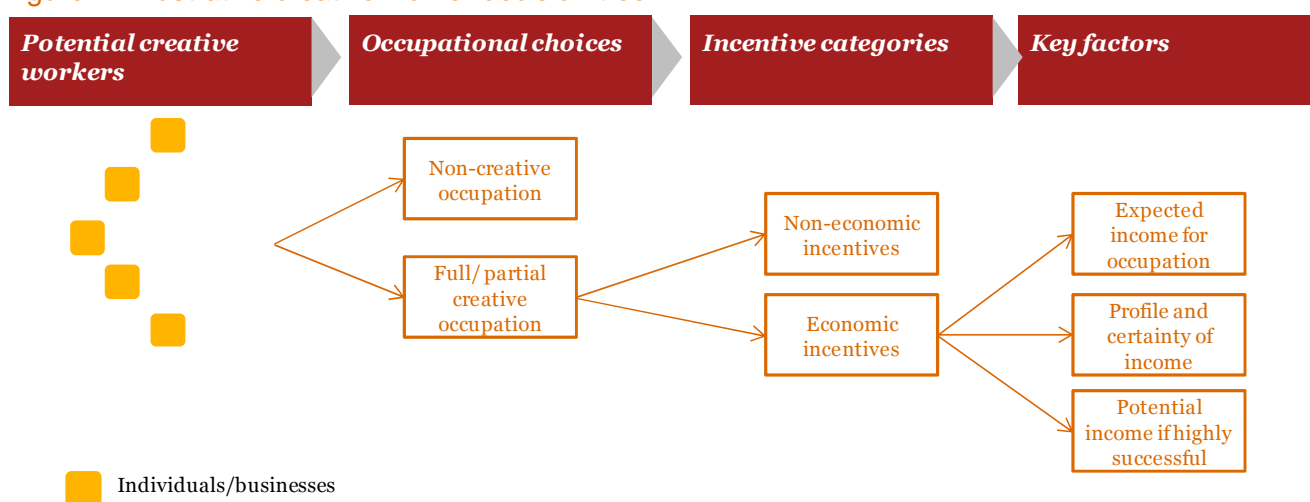 Potential creative
workers
Occupational choices
Incentive categories
Key factors
Non-creative
occupation
Full/ partial
creative
occupation
Non-economic
incentives
Economic
incentives
Expected
income for
occupation
Profile and
certainty of
income
Potential
income if highly
successful
Individuals/businesses